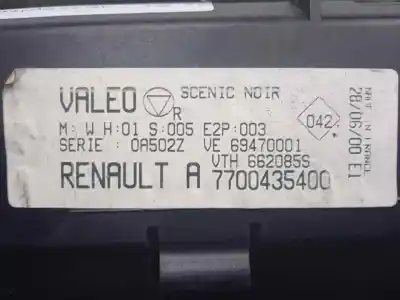 VALEO R SCENIC NOIR
M: W H:01 S:005 E2P:003
042
SERIE : 0A502Z VE 69470001
VTH 662085S
RENAULT A 7700435400
28/06/00 E1